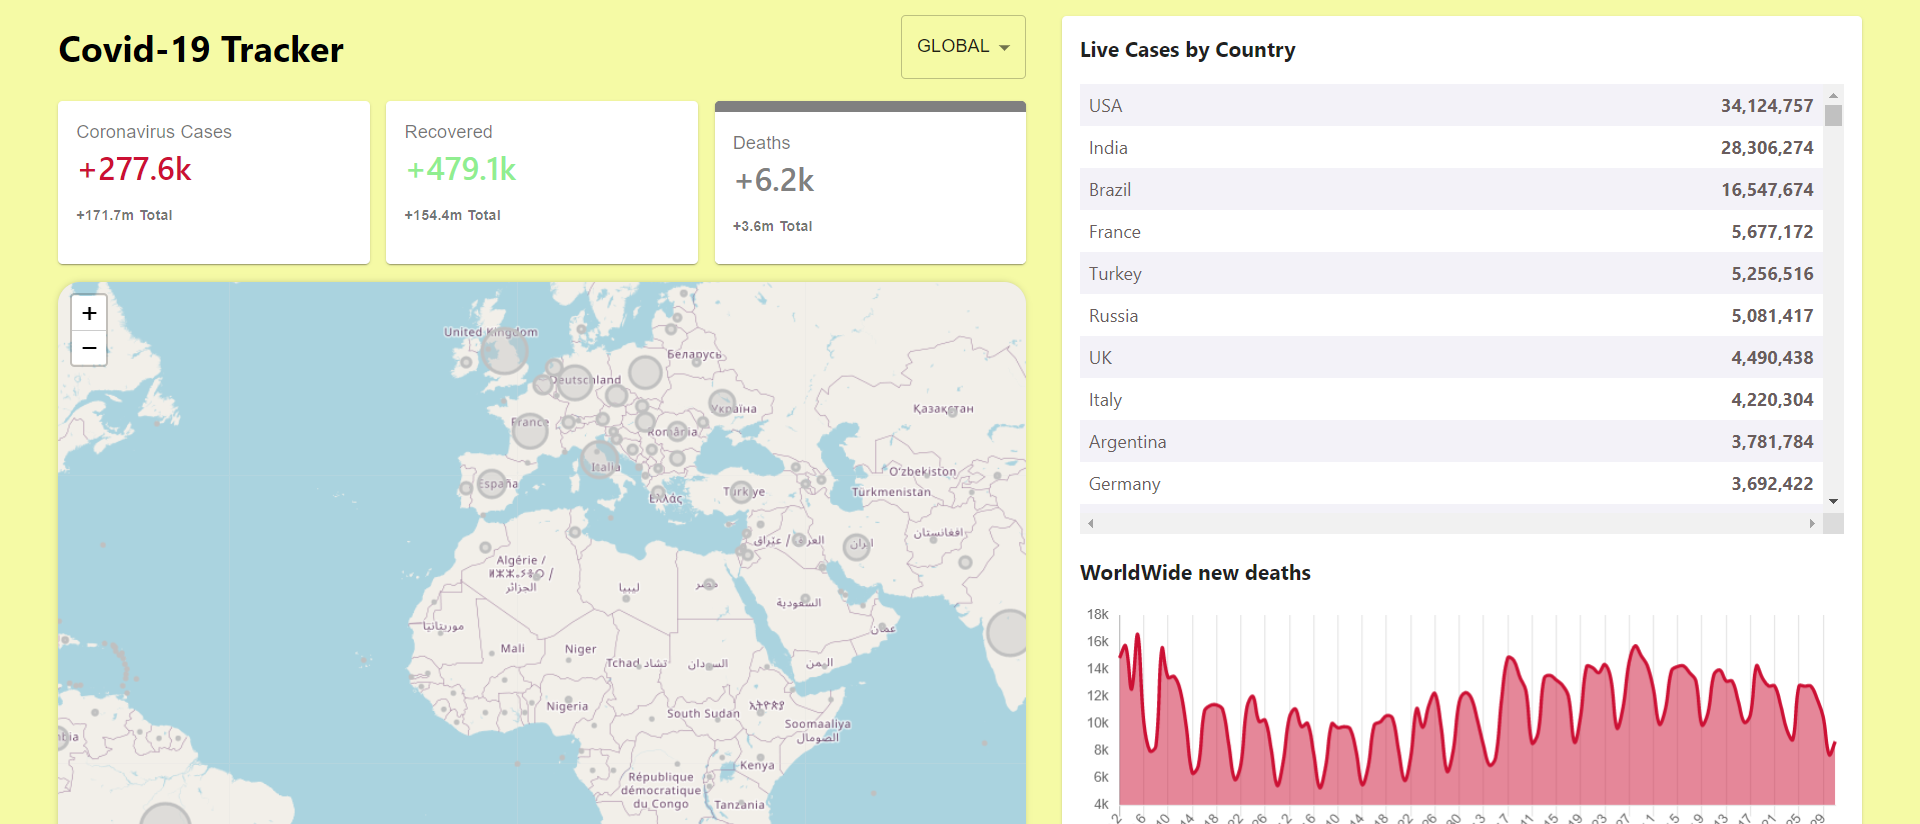 Covid-19 Tracker
GLOBAL
Coronavirus Cases
+277.6k
+171.7m Total
Recovered
+479.1k
+154.4m Total
Deaths
+6.2k
+3.6m Total
+
−
United Kingdom
Беларусь
Deutschland
Україна
France
România
Қазақстан
Italia
España
Ελλάς
Türkiye
Oʻzbekiston
Türkmenistan
افغانستان
العراق / عێراق
ایران
Algérie /
ⵍⵣⵣⴰⵢⴻⵔ /
الجزائر
ليبيا
مصر
السعودية
عمان
موريتانيا
Mali
Niger
Tchad تشاد
السودان
اليمن
Nigeria
South Sudan
ኢትዮጵያ
Soomaaliya
الصومال
Kenya
République
démocratique
du Congo
Tanzania
Live Cases by Country
USA 34,124,757
India 28,306,274
Brazil 16,547,674
France 5,677,172
Turkey 5,256,516
Russia 5,081,417
UK 4,490,438
Italy 4,220,304
Argentina 3,781,784
Germany 3,692,422
WorldWide new deaths
18k
16k
14k
12k
10k
8k
6k
4k